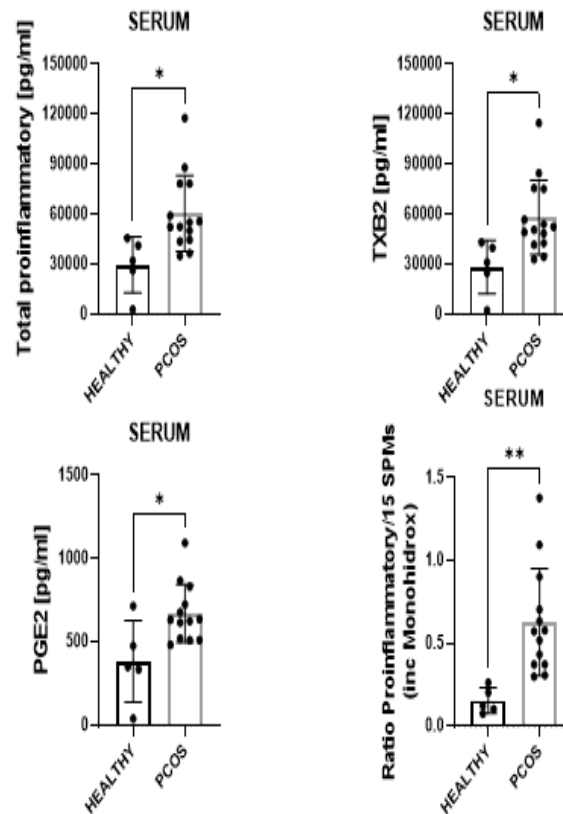 SERUM
Total proinflammatory [pg/ml]
150000
120000
90000
60000
30000
0
*
HEALTHY
PCOS
SERUM
TXB2 [pg/ml]
150000
120000
90000
60000
30000
0
*
HEALTHY
PCOS
SERUM
PGE2 [pg/ml]
1500
1000
500
0
*
HEALTHY
PCOS
SERUM
Ratio Proinflammatory/15 SPMs
(inc Monohidrox)
1.5
1.0
0.5
0.0
**
HEALTHY
PCOS